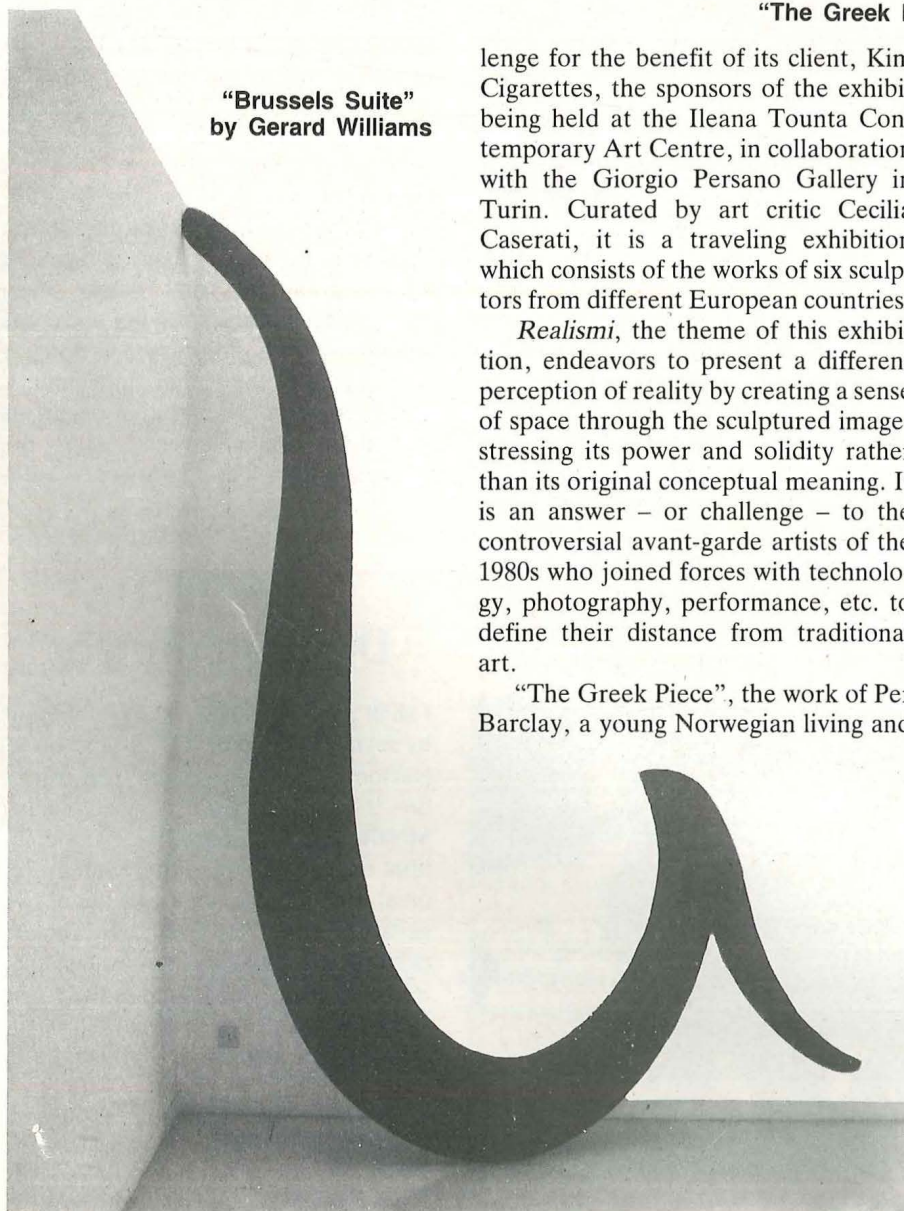 "The Greek
"Brussels Suite"
by Gerard Williams
lenge for the benefit of its client, Kim
Cigarettes, the sponsors of the exhibi
being held at the Ileana Tounta Con
temporary Art Centre, in collaboration
with the Giorgio Persano Gallery in
Turin. Curated by art critic Cecilia
Caserati, it is a traveling exhibition
which consists of the works of six sculp
tors from different European countries
Realismi, the theme of this exhibi
tion, endeavors to present a differen
perception of reality by creating a sense
of space through the sculptured image
stressing its power and solidity rather
than its original conceptual meaning. I
is an answer – or challenge – to the
controversial avant-garde artists of the
1980s who joined forces with technolo
gy, photography, performance, etc. to
define their distance from traditiona
art.
"The Greek Piece", the work of Per
Barclay, a young Norwegian living and